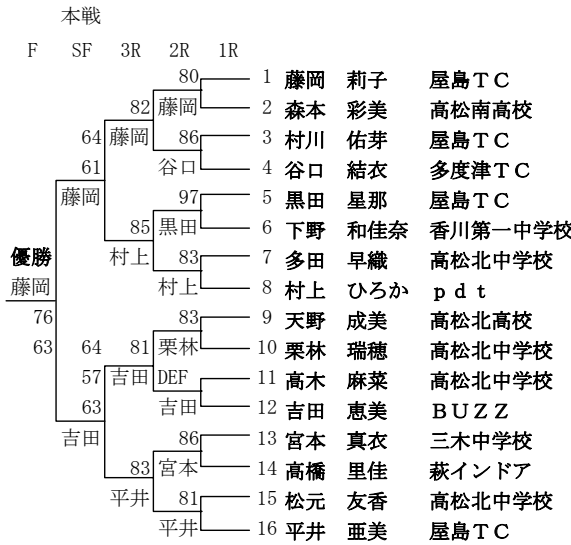 本戦
F SF 3R 2R 1R
80 1 藤岡 莉子 屋島TC
82 藤岡 2 森本 彩美 高松南高校
64 藤岡 86 3 村川 佑芽 屋島TC
61 谷口 4 谷口 結衣 多度津TC
藤岡 97 5 黒田 星那 屋島TC
85 黒田 6 下野 和佳奈 香川第一中学校
優勝 村上 83 7 多田 早織 高松北中学校
藤岡 村上 8 村上 ひろか pdt
76 83 9 天野 成美 高松北高校
63 64 81 栗林 10 栗林 瑞穂 高松北中学校
57 吉田 DEF 11 高木 麻菜 高松北中学校
63 吉田 12 吉田 恵美 BUZZ
吉田 86 13 宮本 真衣 三木中学校
83 宮本 14 高橋 里佳 萩インドア
平井 81 15 松元 友香 高松北中学校
平井 16 平井 亜美 屋島TC